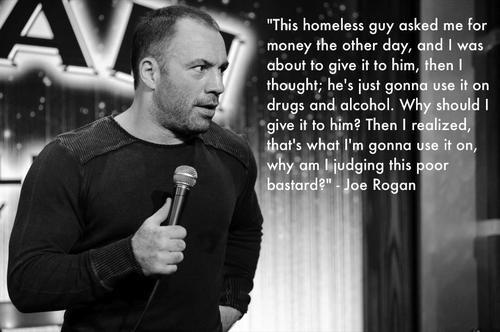 "This homeless guy asked me for
money the other day, and I was
about to give it to him, then I
thought; he's just gonna use it on
drugs and alcohol. Why should I
give it to him? Then I realized,
that's what I'm gonna use it on,
why am I judging this poor
bastard?" - Joe Rogan